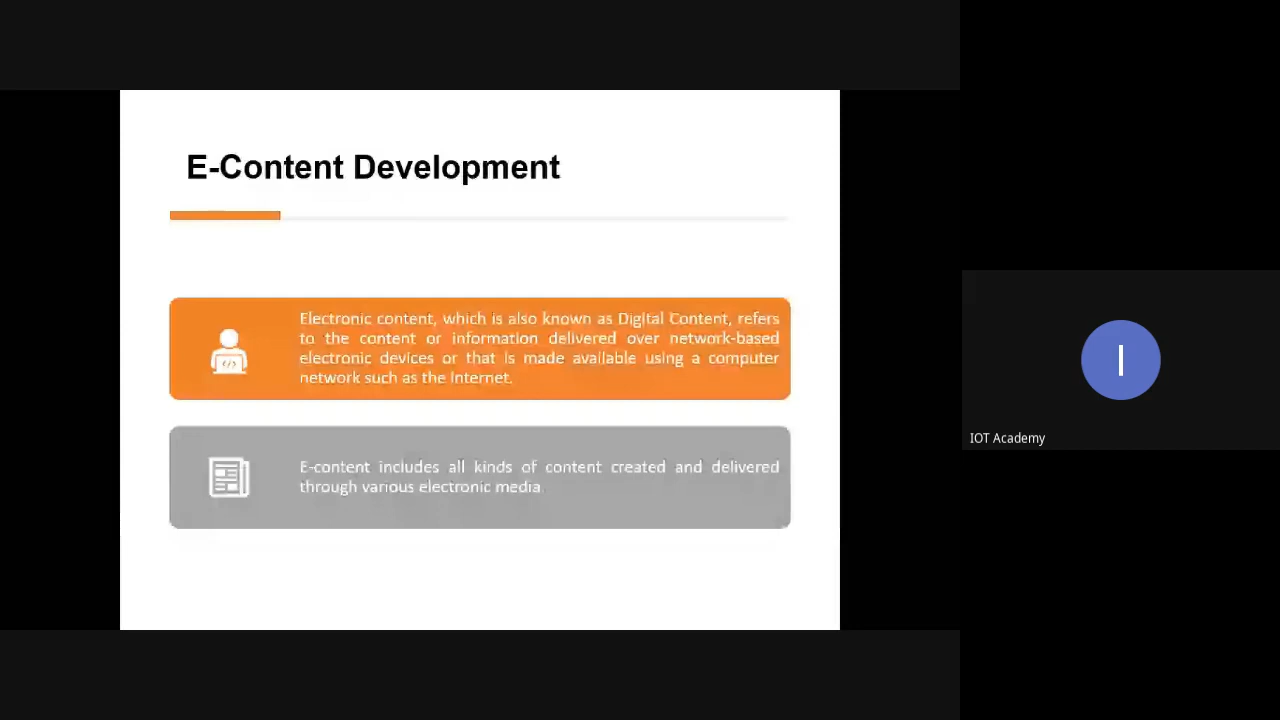 E-Content Development
Electronic content, which is also known as Digital Content, refers
to the content or information delivered over network-based
electronic devices or that is made available using a computer
network such as the Internet.
E-content includes all kinds of content created and delivered
through various electronic media.
I
IOT Academy